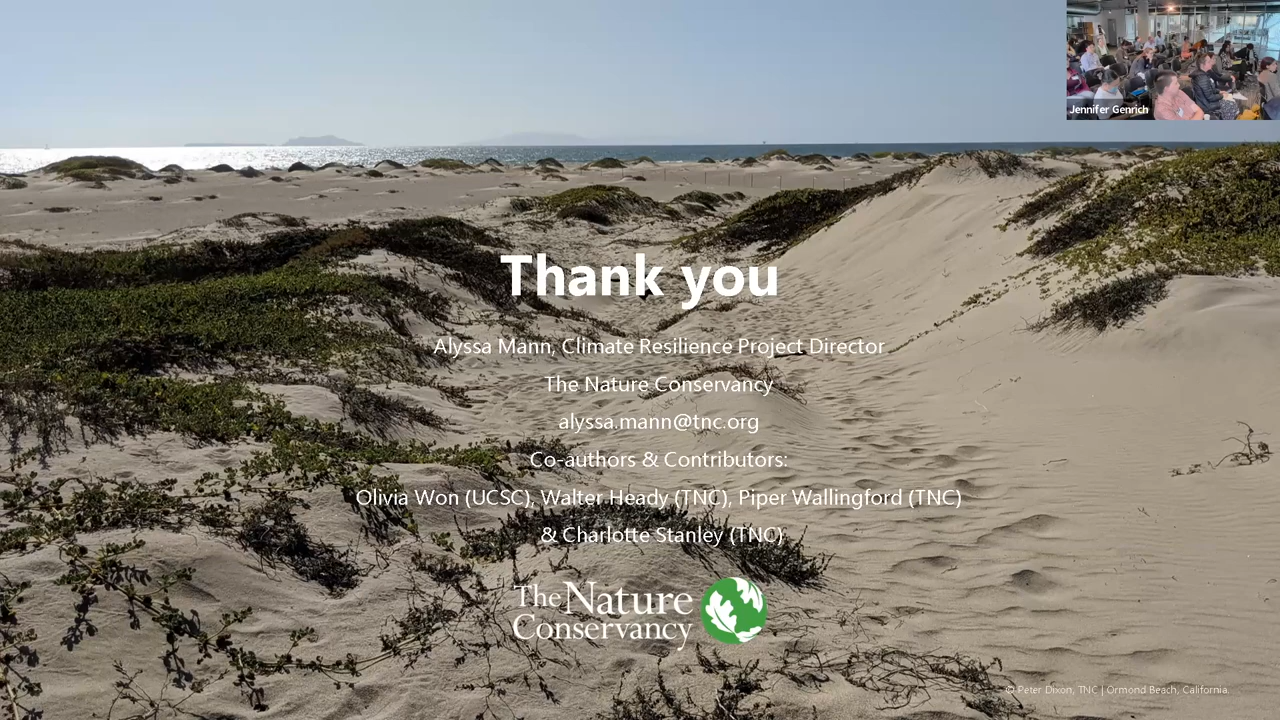 Jennifer Genrich
Thank you
Alyssa Mann, Climate Resilience Project Director
The Nature Conservancy
alyssa.mann@tnc.org
Co-authors & Contributors:
Olivia Won (UCSC), Walter Heady (TNC), Piper Wallingford (TNC)
& Charlotte Stanley (TNC)
The Nature
Conservancy
© Peter Dixon, TNC | Ormond Beach, California.